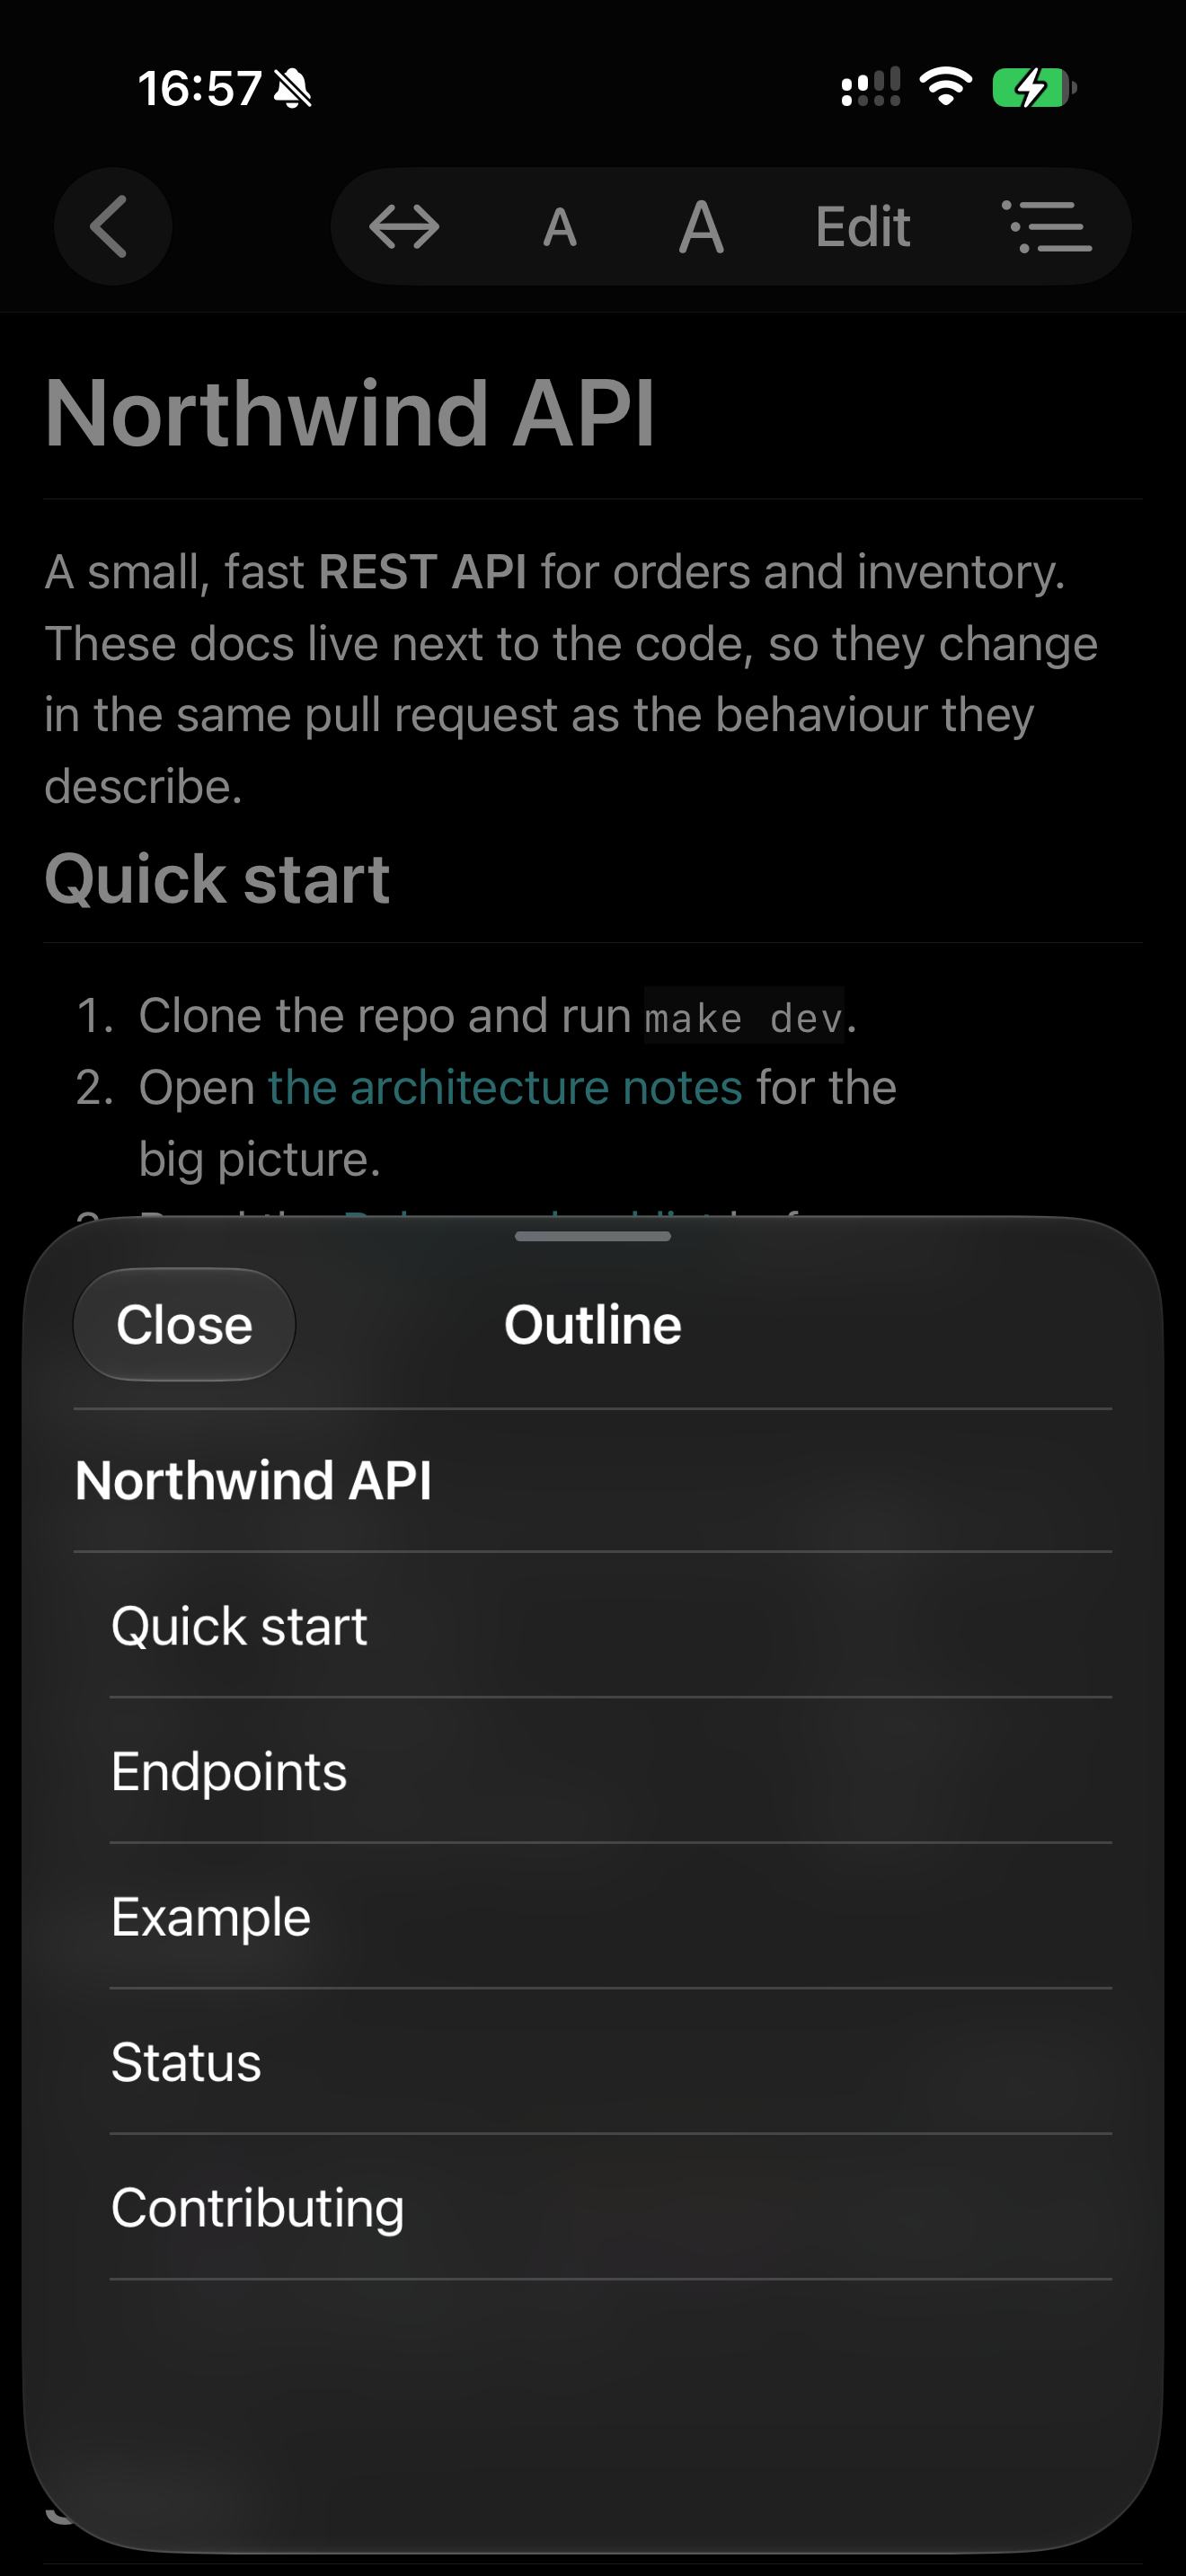 16:57
A A Edit
Northwind API
A small, fast REST API for orders and inventory.
These docs live next to the code, so they change
in the same pull request as the behaviour they
describe.
Quick start
1. Clone the repo and run make dev.
2. Open the architecture notes for the
big picture.
Close Outline
Northwind API
Quick start
Endpoints
Example
Status
Contributing